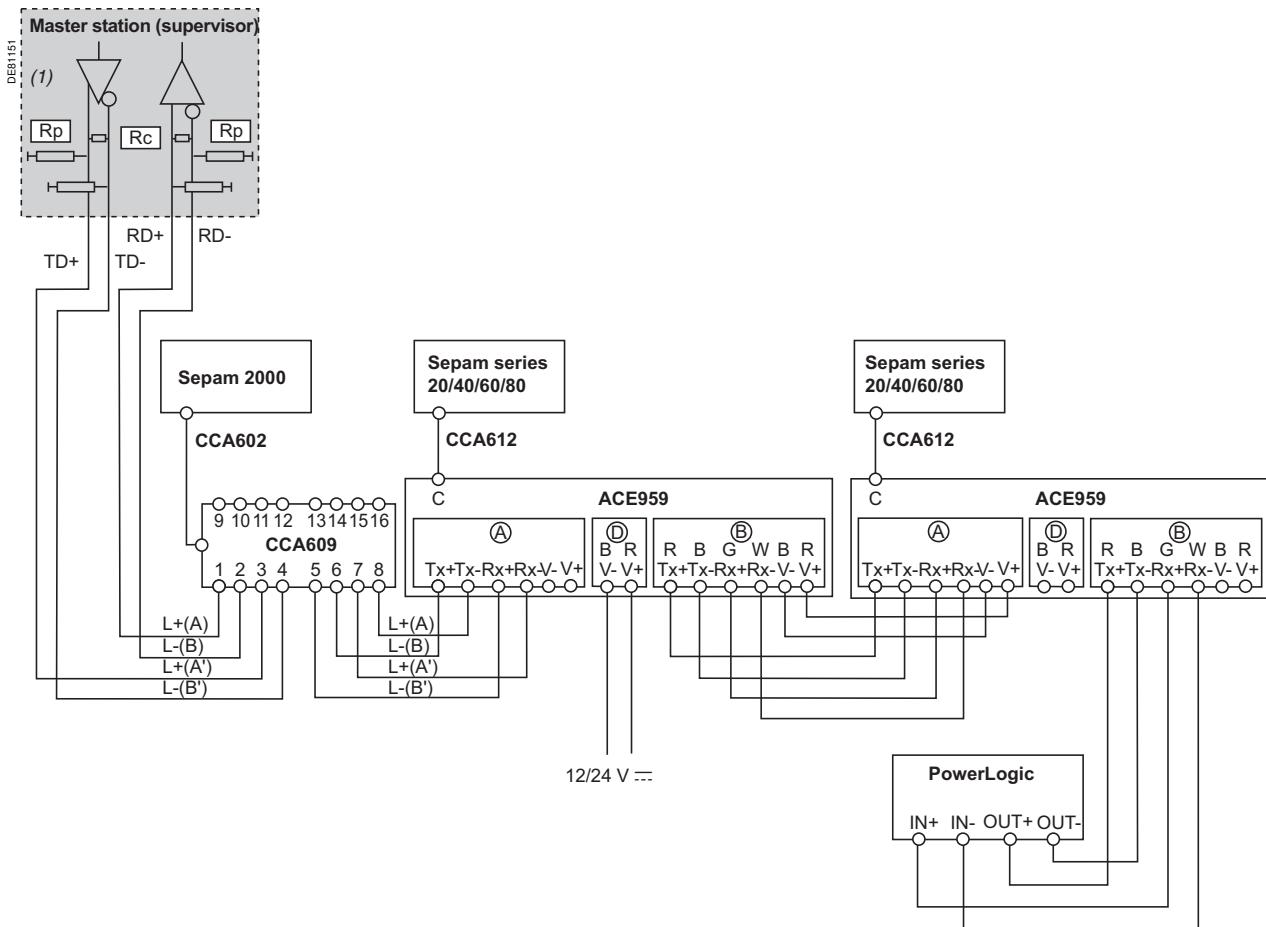 DE81151
Master station (supervisor)
(1)
Rp
Rc
Rp
RD+
RD-
TD+
TD-
Sepam 2000
Sepam series
20/40/60/80
Sepam series
20/40/60/80
CCA602
CCA612
CCA612
9 10 11 12 13 14 15 16
CCA609
1 2 3 4 5 6 7 8
C
ACE959
A
D
B
B R
R B G W B R
Tx+Tx-Rx+Rx-V- V+
V- V+
Tx+Tx-Rx+Rx-V- V+
C
ACE959
A
D
B
B R
R B G W B R
Tx+Tx-Rx+Rx-V- V+
V- V+
Tx+Tx-Rx+Rx-V- V+
L+(A)
L-(B)
L+(A')
L-(B')
L+(A)
L-(B)
L+(A')
L-(B')
12/24 V
PowerLogic
IN+ IN- OUT+ OUT-